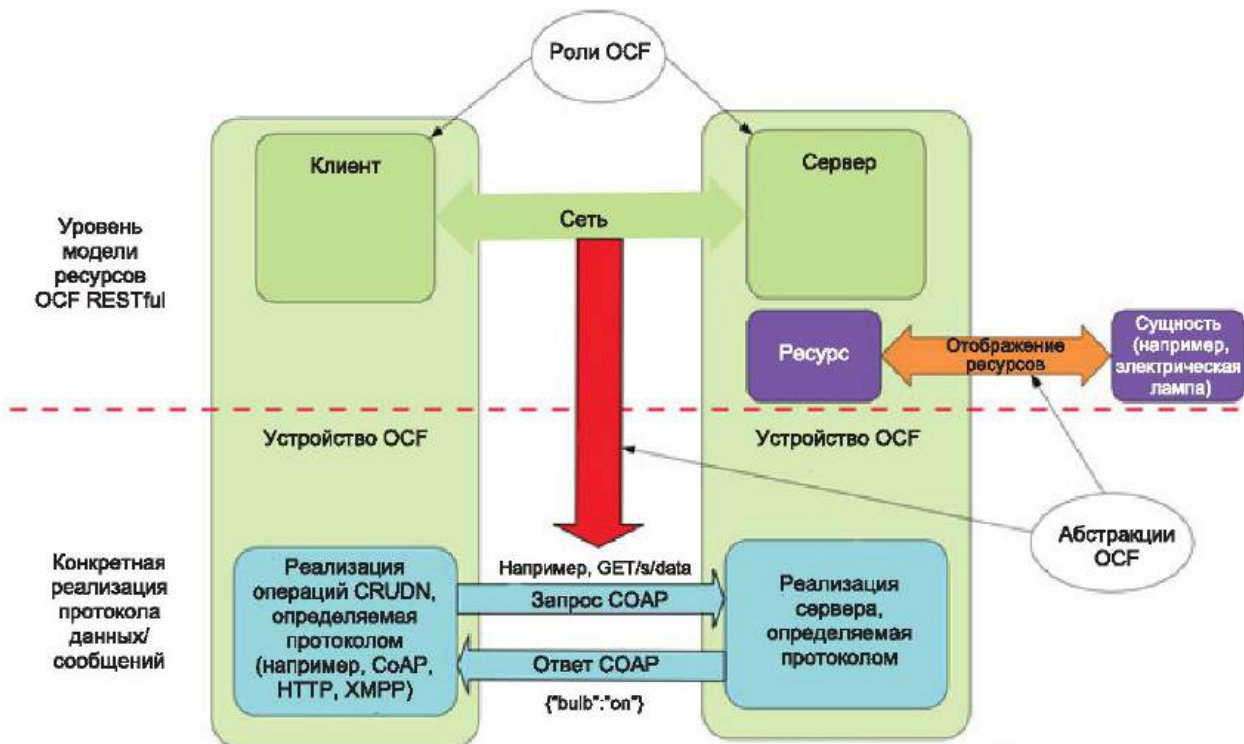 Роли OCF
Клиент
Сервер
Сеть
Уровень
модели
ресурсов
OCF RESTful
Ресурс
Отображение
ресурсов
Сущность
(например,
электрическая
лампа)
Устройство OCF
Устройство OCF
Абстракции
OCF
Конкретная
реализация
протокола
данных/
сообщений
Реализация
операций CRUDN,
определяемая
протоколом
(например, CoAP,
HTTP, XMPP)
Например, GET/s/data
Запрос COAP
Ответ COAP
{"bulb":"on"}
Реализация
сервера,
определяемая
протоколом